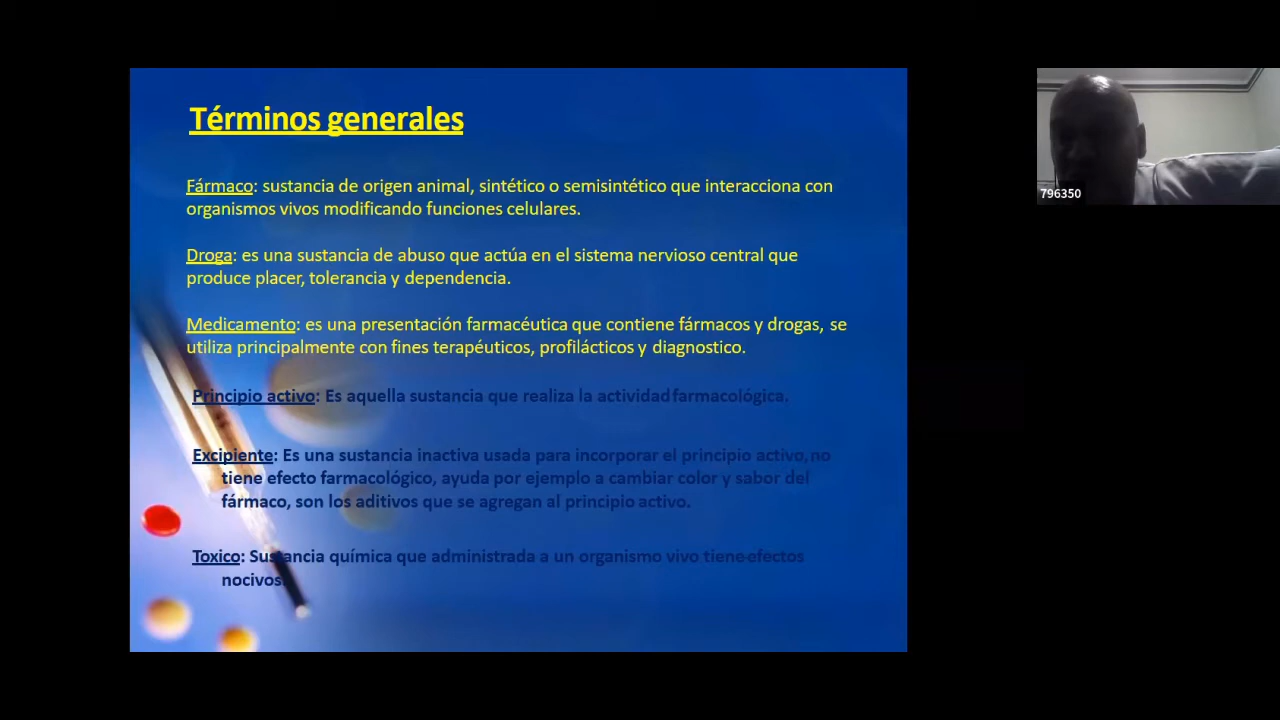 Términos generales
Fármaco: sustancia de origen animal, sintético o semisintético que interacciona con
organismos vivos modificando funciones celulares.
Droga: es una sustancia de abuso que actúa en el sistema nervioso central que
produce placer, tolerancia y dependencia.
Medicamento: es una presentación farmacéutica que contiene fármacos y drogas, se
utiliza principalmente con fines terapéuticos, profilácticos y diagnostico.
Principio activo: Es aquella sustancia que realiza la actividad farmacológica.
Excipiente: Es una sustancia inactiva usada para incorporar el principio activo, no
tiene efecto farmacológico, ayuda por ejemplo a cambiar color y sabor del
fármaco, son los aditivos que se agregan al principio activo.
Toxico: Sustancia química que administrada a un organismo vivo tiene efectos
nocivos.
796350